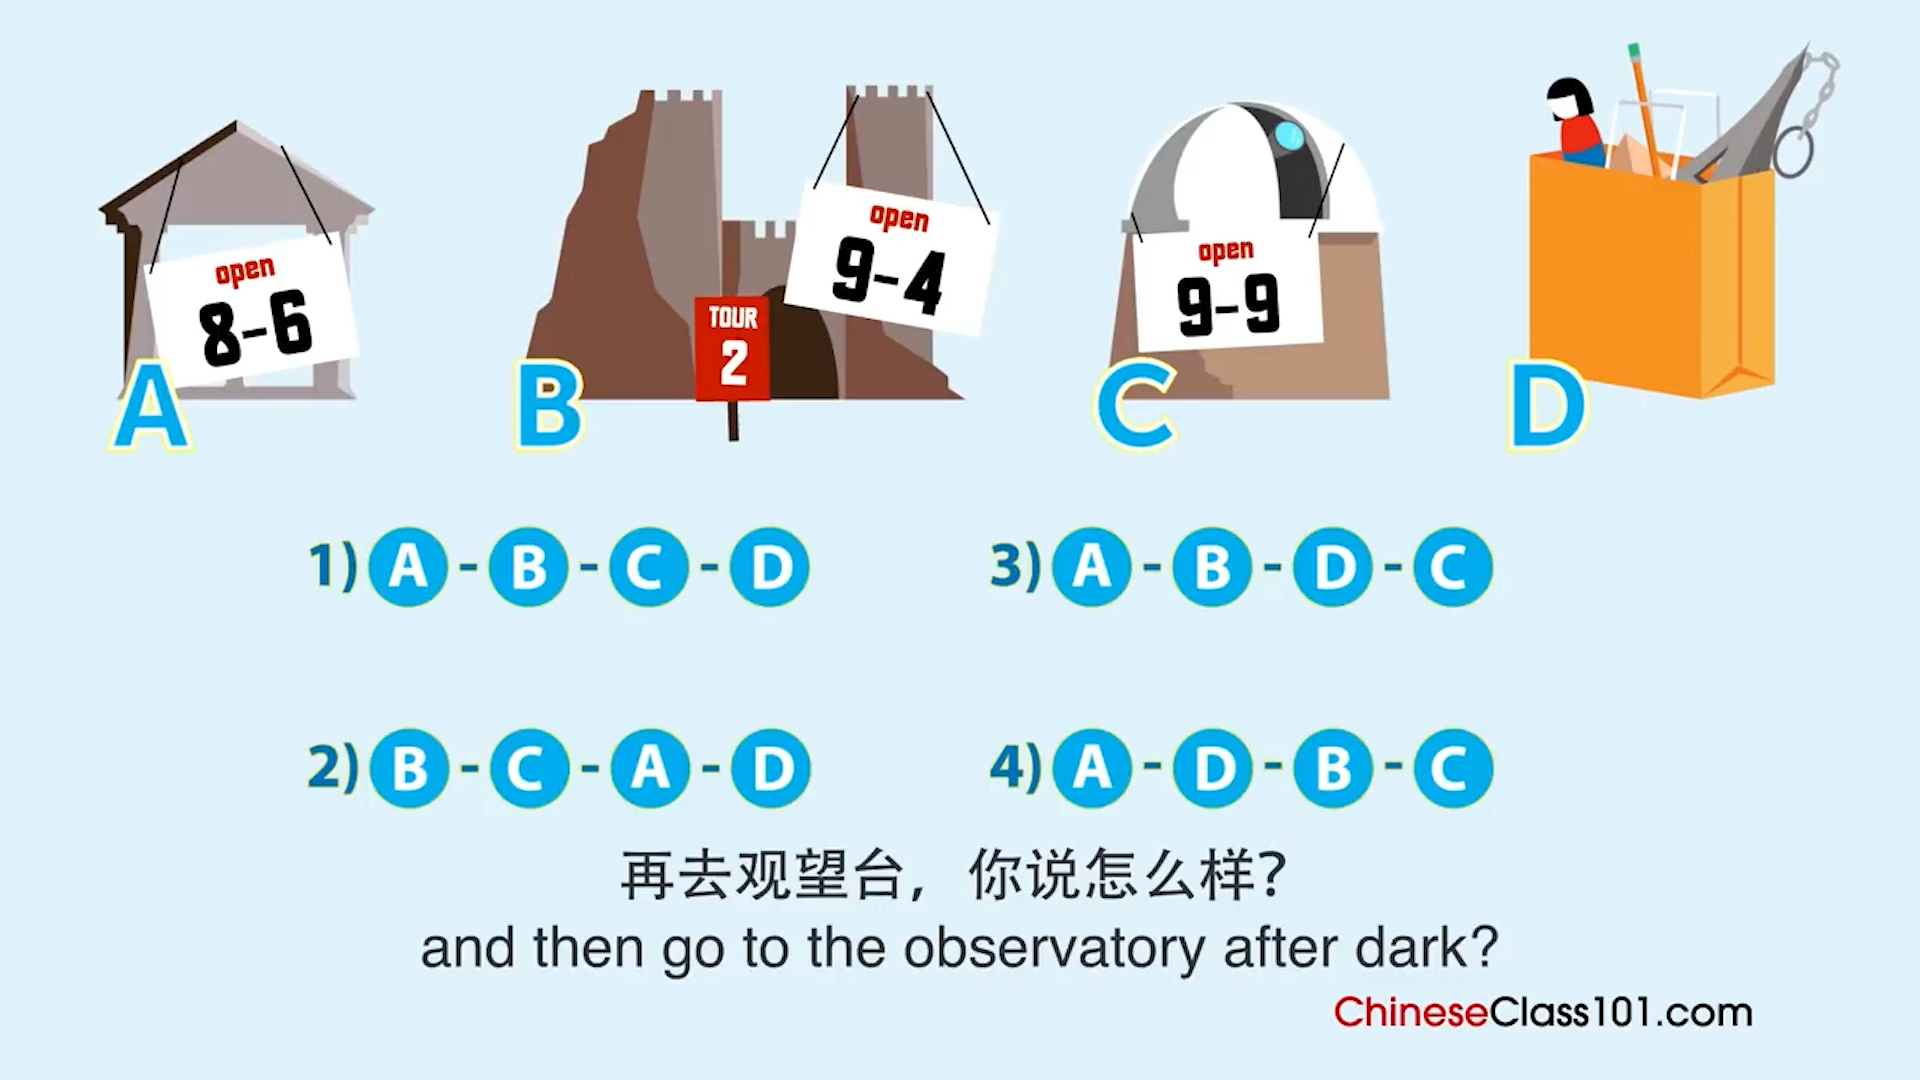 open
8-6
A
open
9-4
TOUR
2
B
open
9-9
C
D
1) A - B - C - D
3) A - B - D - C
2) B - C - A - D
4) A - D - B - C
再去观望台，你说怎么样？
and then go to the observatory after dark?
ChineseClass101.com